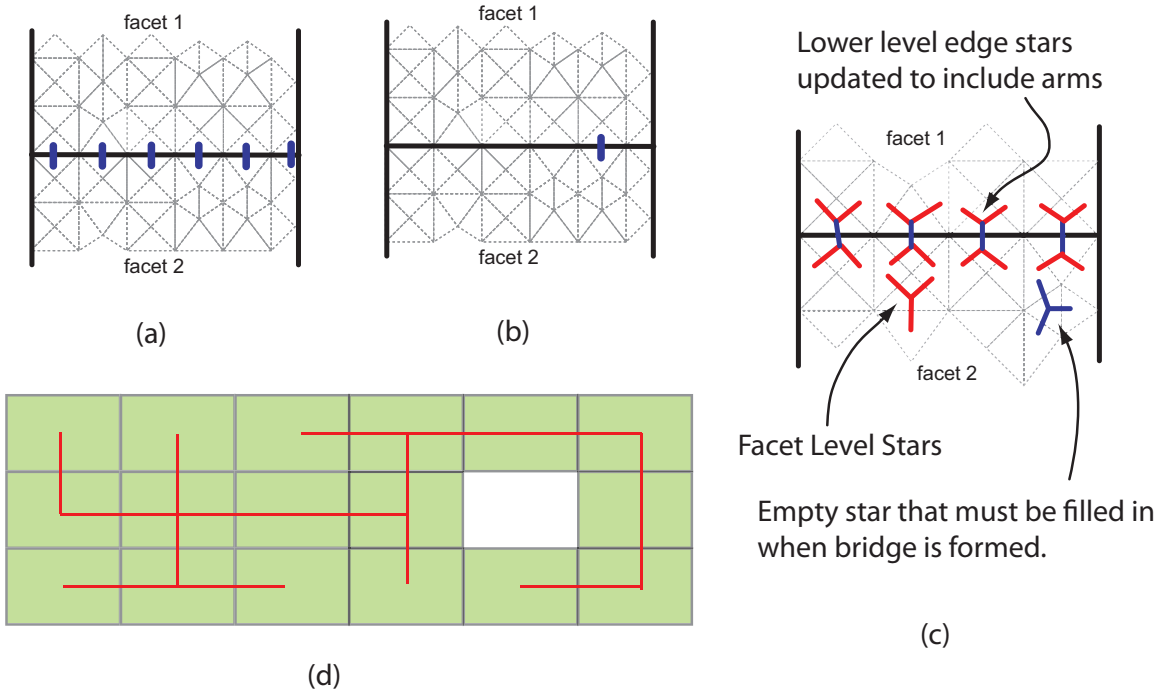 facet 1
facet 2
(a)
facet 1
facet 2
(b)
Lower level edge stars
updated to include arms
facet 1
facet 2
Facet Level Stars
Empty star that must be filled in
when bridge is formed.
(c)
(d)